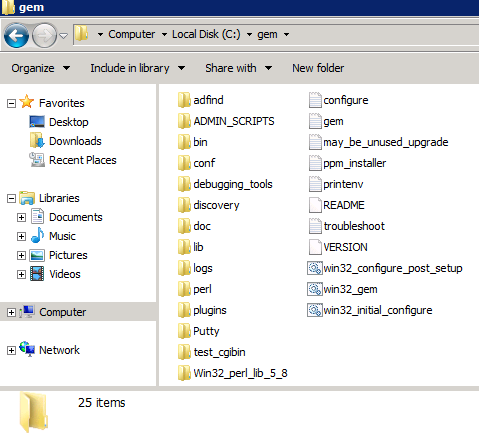 gem
Computer Local Disk (C:) gem
Organize Include in library Share with New folder
Favorites
Desktop
Downloads
Recent Places
Libraries
Documents
Music
Pictures
Videos
Computer
Network
adfind
ADMIN_SCRIPTS
bin
conf
debugging_tools
discovery
doc
lib
logs
perl
plugins
Putty
test_cgibin
Win32_perl_lib_5_8
configure
gem
may_be_unused_upgrade
ppm_installer
printenv
README
troubleshoot
VERSION
win32_configure_post_setup
win32_gem
win32_initial_configure
25 items